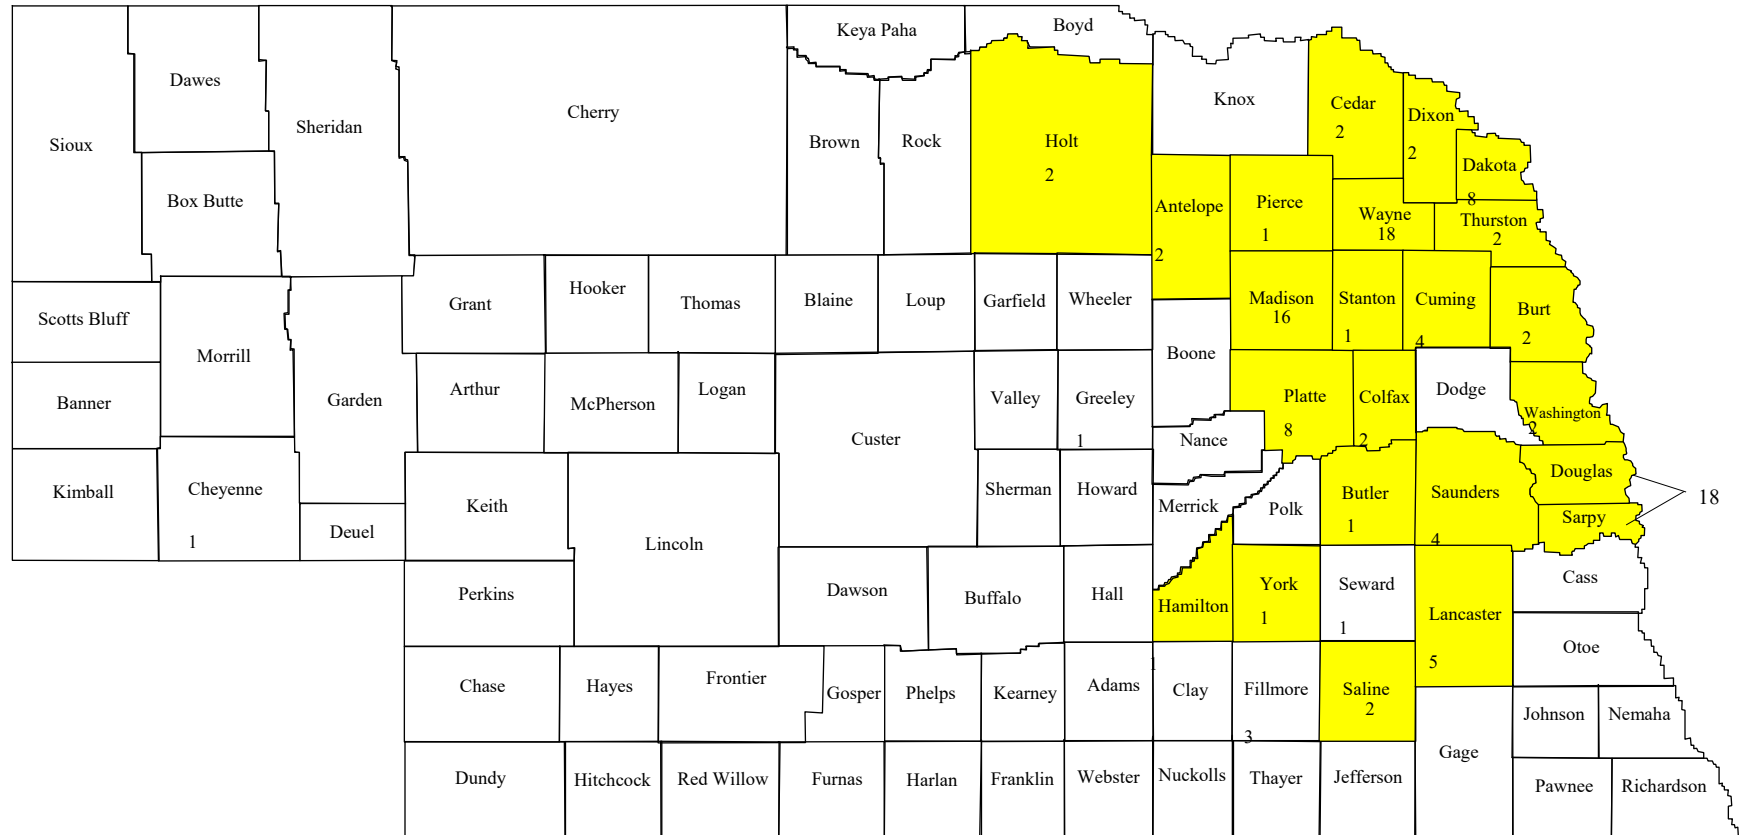 Boyd
Keya Paha
Dawes
Sioux
Sheridan
Cherry
Brown
Rock
Holt
2
Knox
Cedar
2
Dixon
2
Dakota
8
Box Butte
Antelope
2
Pierce
1
Wayne
18
Thurston
2
Scotts Bluff
Morrill
Grant
Hooker
Thomas
Blaine
Loup
Garfield
Wheeler
Madison
16
Stanton
1
Cuming
4
Burt
2
Boone
Banner
Garden
Arthur
McPherson
Logan
Custer
Valley
Greeley
1
Nance
Platte
8
Colfax
2
Dodge
Washington
2
Kimball
Cheyenne
1
Deuel
Keith
Lincoln
Sherman
Howard
Merrick
Polk
Butler
1
Saunders
4
Douglas
Sarpy
18
Perkins
Dawson
Buffalo
Hall
Hamilton
1
York
1
Seward
1
Lancaster
5
Cass
Otoe
Chase
Hayes
Frontier
Gosper
Phelps
Kearney
Adams
Clay
Fillmore
3
Saline
2
Gage
Johnson
Nemaha
Dundy
Hitchcock
Red Willow
Furnas
Harlan
Franklin
Webster
Nuckolls
Thayer
Jefferson
Pawnee
Richardson